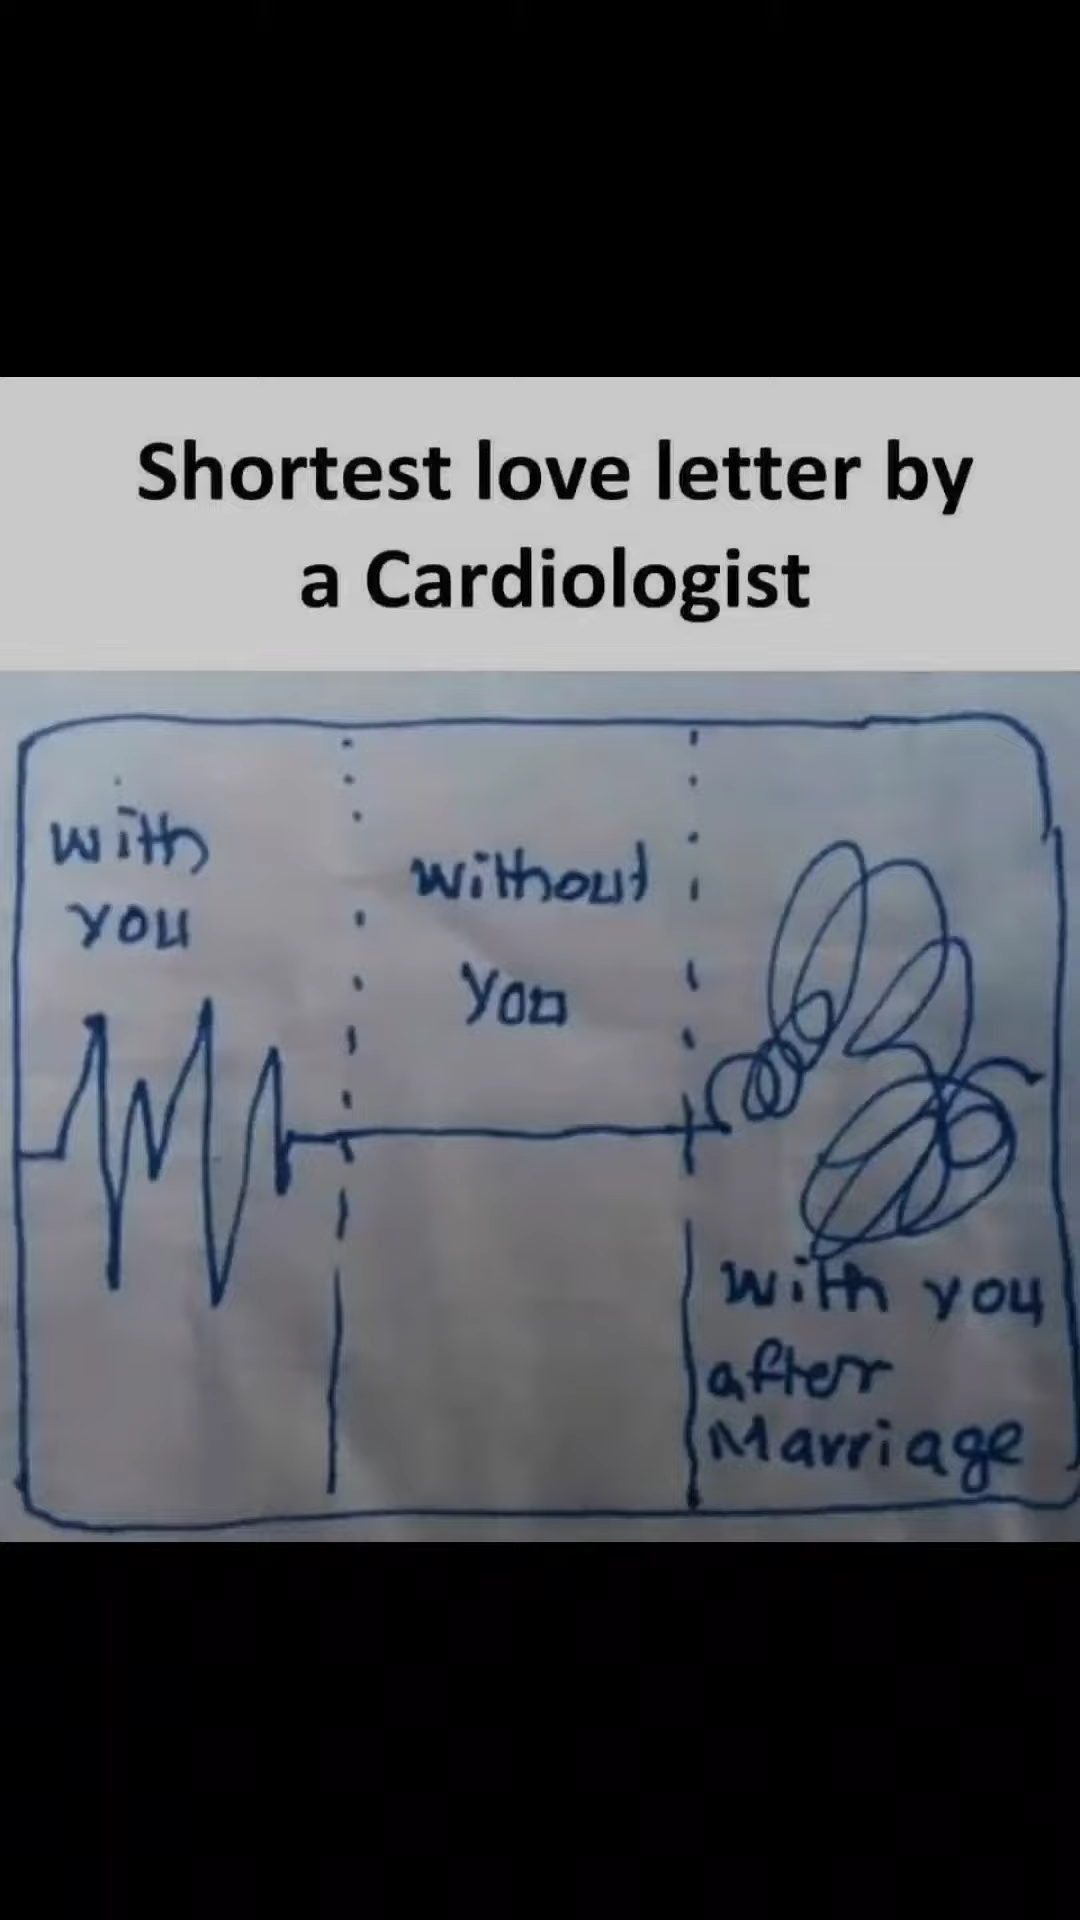 Shortest love letter by
a Cardiologist
with
you
without
you
with you
after
Marriage